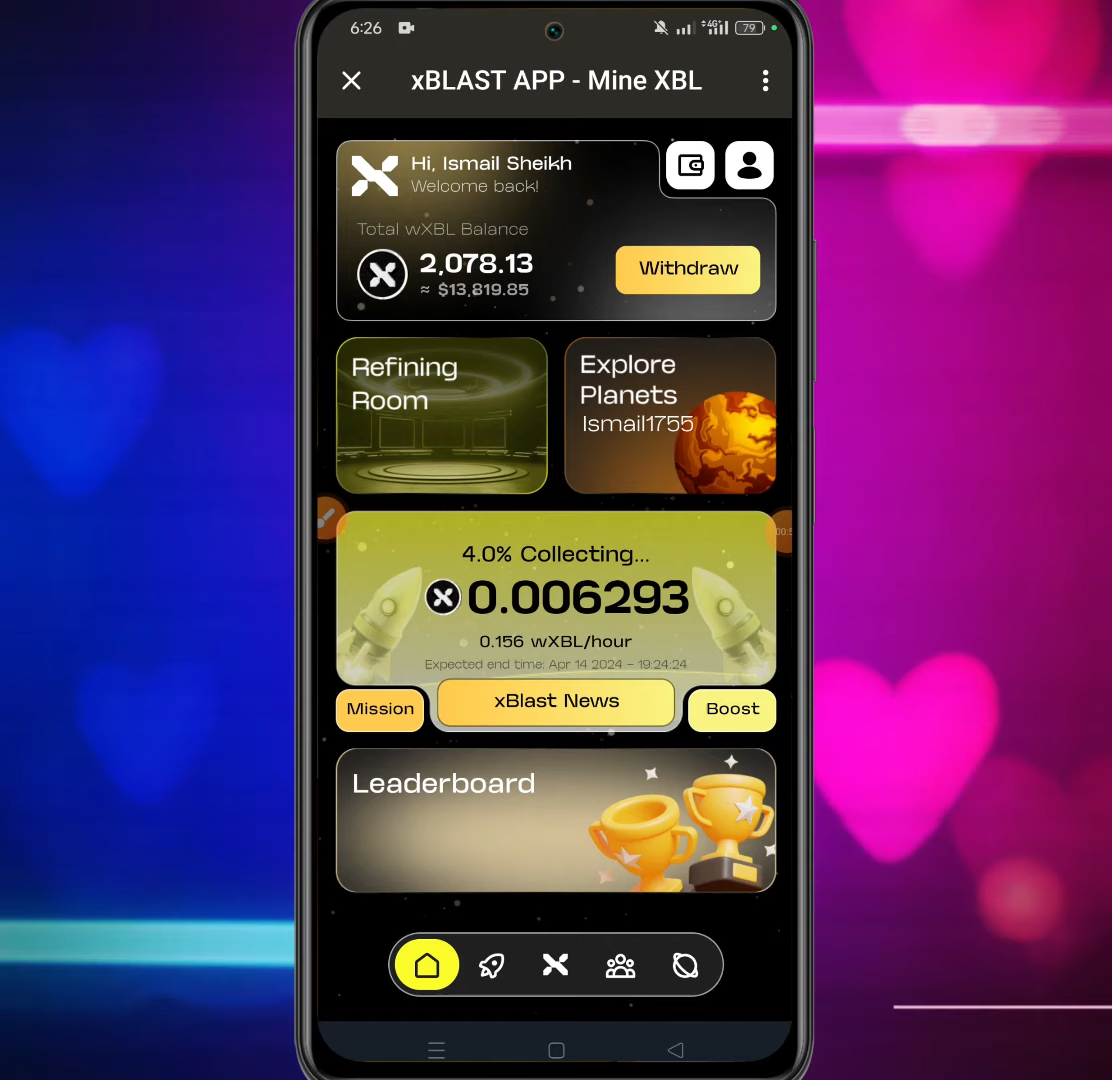 6:26
4G+
79
xBLAST APP - Mine XBL
Hi, Ismail Sheikh
Welcome back!
Total wXBL Balance
2,078.13
≈ $13,819.85
Withdraw
Refining
Room
Explore
Planets
Ismail1755
4.0% Collecting...
0.006293
0.156 wXBL/hour
Expected end time: Apr 14 2024 - 19:24:24
Mission
xBlast News
Boost
Leaderboard